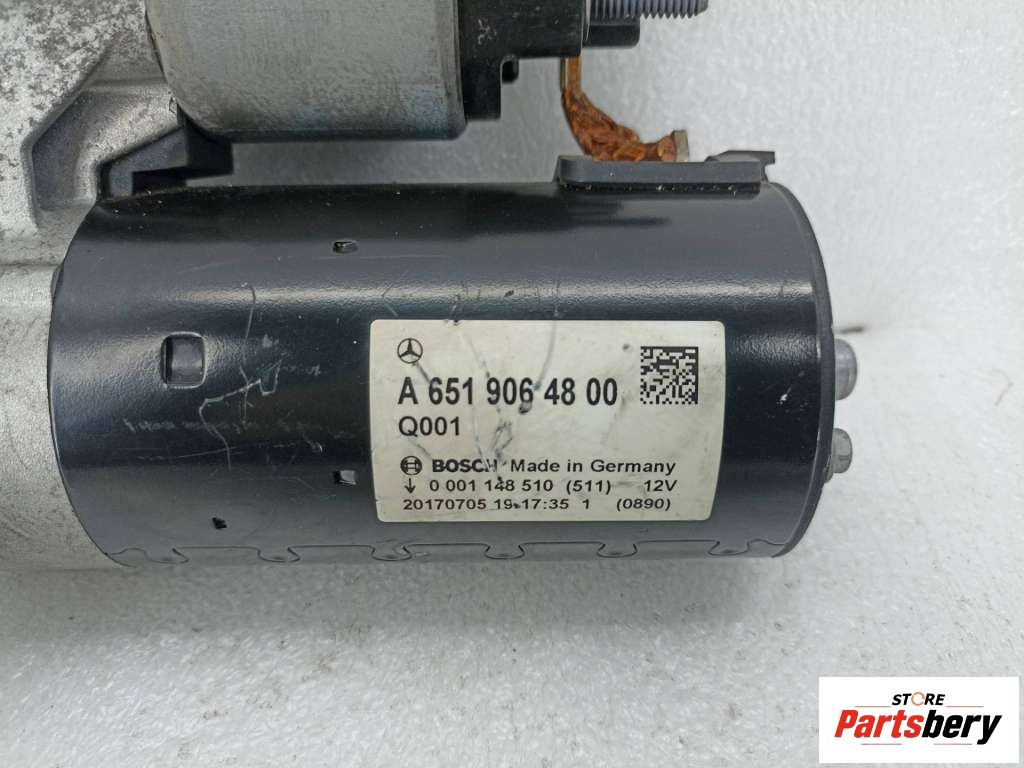 A 651 906 48 00
Q001
BOSCH Made in Germany
↓ 0 001 148 510 (511) 12V
20170705 19:17:35 1 (0890)
STORE
Partsbery